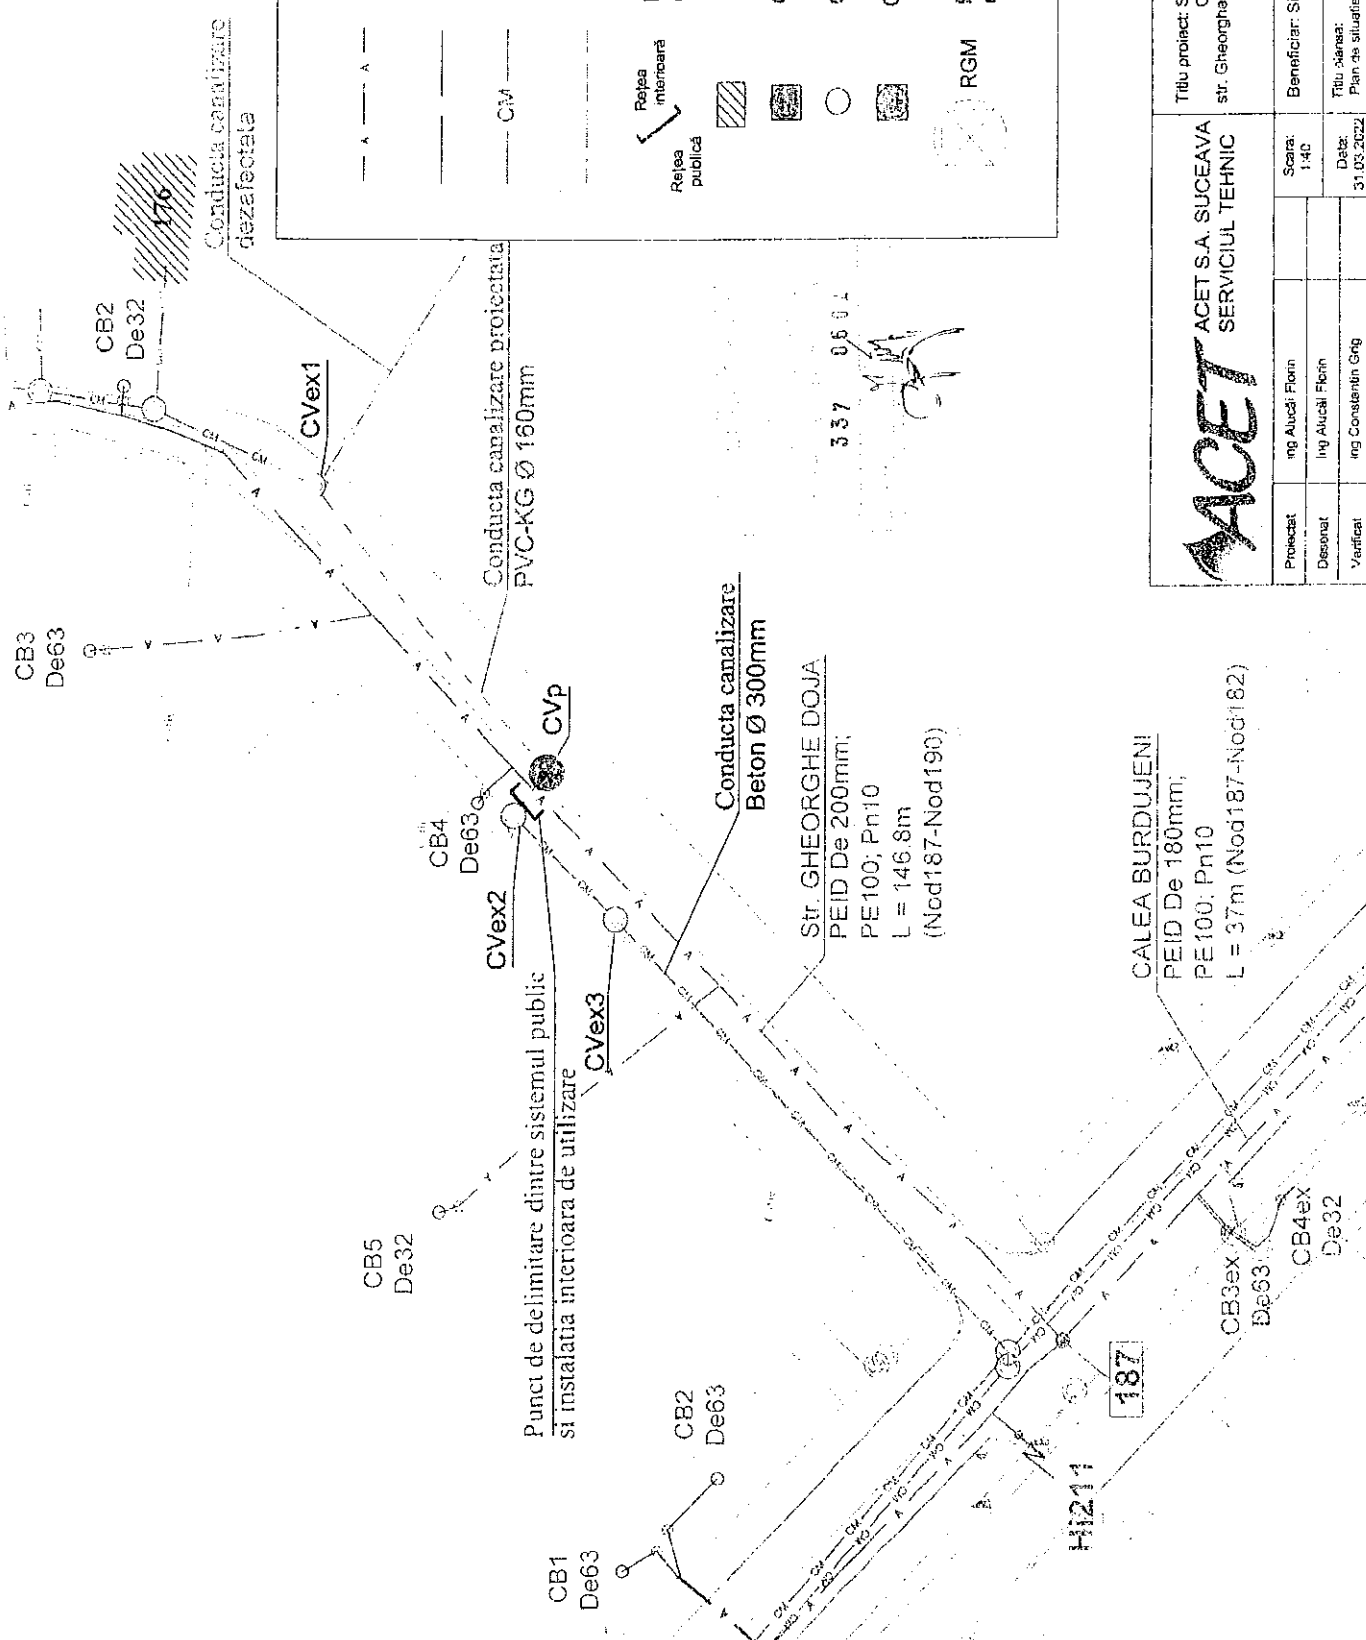 Conducta canalizare
dezafectata
176
CB2
De32
CVex1
CB3
De63
Conducta canalizare proiectata
PVC-KG Ø 160mm
CVp
CB4
De63
CVex2
CVex3
Punct de delimitare dintre sistemul public
si instalatia interioara de utilizare
Conducta canalizare
Beton Ø 300mm
Str. GHEORGHE DOJA
PEID De 200mm;
PE100; Pn10
L = 146.8m
(Nod187-Nod190)
CALEA BURDUJENI
PEID De 180mm;
PE100; Pn10
L = 37m (Nod187-Nod182)
CB5
De32
CB2
De63
CB1
De63
187
Hi211
CB3ex
De63
CB4ex
De32
A
A
CM
Rețea
interioară
Rețea
publică
RGM
337
ACET
ACET S.A. SUCEAVA
SERVICIUL TEHNIC
Titlu proiect: S
str. Gheorghe
Proiectat
ing Alucăi Florin
Scara:
1:40
Beneficiar:
Desenat
Ing Alucăi Florin
Data:
31.03.2022
Titlu plansa:
Plan de situatie
Verificat
ing Constantin Grig